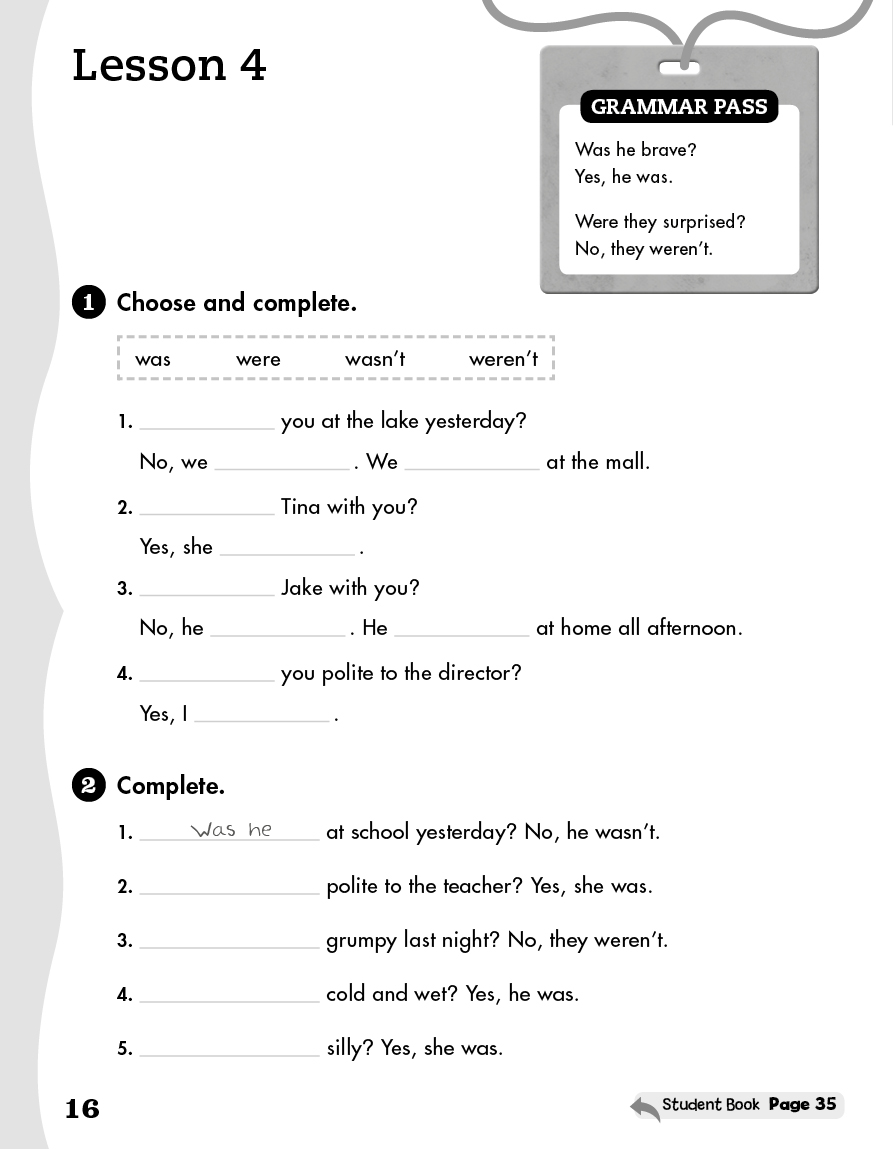 Lesson 4
GRAMMAR PASS
Was he brave?
Yes, he was.
Were they surprised?
No, they weren't.
1 Choose and complete.
was were wasn't weren't
1. ____________ you at the lake yesterday?
No, we ____________ . We ____________ at the mall.
2. ____________ Tina with you?
Yes, she ____________ .
3. ____________ Jake with you?
No, he ____________ . He ____________ at home all afternoon.
4. ____________ you polite to the director?
Yes, I ____________ .
2 Complete.
1. Was he at school yesterday? No, he wasn't.
2. ____________ polite to the teacher? Yes, she was.
3. ____________ grumpy last night? No, they weren't.
4. ____________ cold and wet? Yes, he was.
5. ____________ silly? Yes, she was.
16
Student Book Page 35